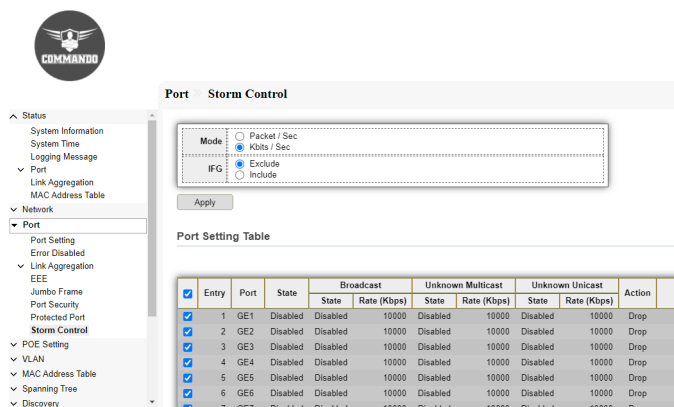 COMMANDO
Port Storm Control
Status
System Information
System Time
Logging Message
Port
Link Aggregation
MAC Address Table
Network
Port
Port Setting
Error Disabled
Link Aggregation
EEE
Jumbo Frame
Port Security
Protected Port
Storm Control
POE Setting
VLAN
MAC Address Table
Spanning Tree
Discovery
Mode Packet / Sec
Kbits / Sec
IFG Exclude
Include
Apply
Port Setting Table
Entry Port State Broadcast Unknown Multicast Unknown Unicast Action
State Rate (Kbps) State Rate (Kbps) State Rate (Kbps)
1 GE1 Disabled Disabled 10000 Disabled 10000 Disabled 10000 Drop
2 GE2 Disabled Disabled 10000 Disabled 10000 Disabled 10000 Drop
3 GE3 Disabled Disabled 10000 Disabled 10000 Disabled 10000 Drop
4 GE4 Disabled Disabled 10000 Disabled 10000 Disabled 10000 Drop
5 GE5 Disabled Disabled 10000 Disabled 10000 Disabled 10000 Drop
6 GE6 Disabled Disabled 10000 Disabled 10000 Disabled 10000 Drop